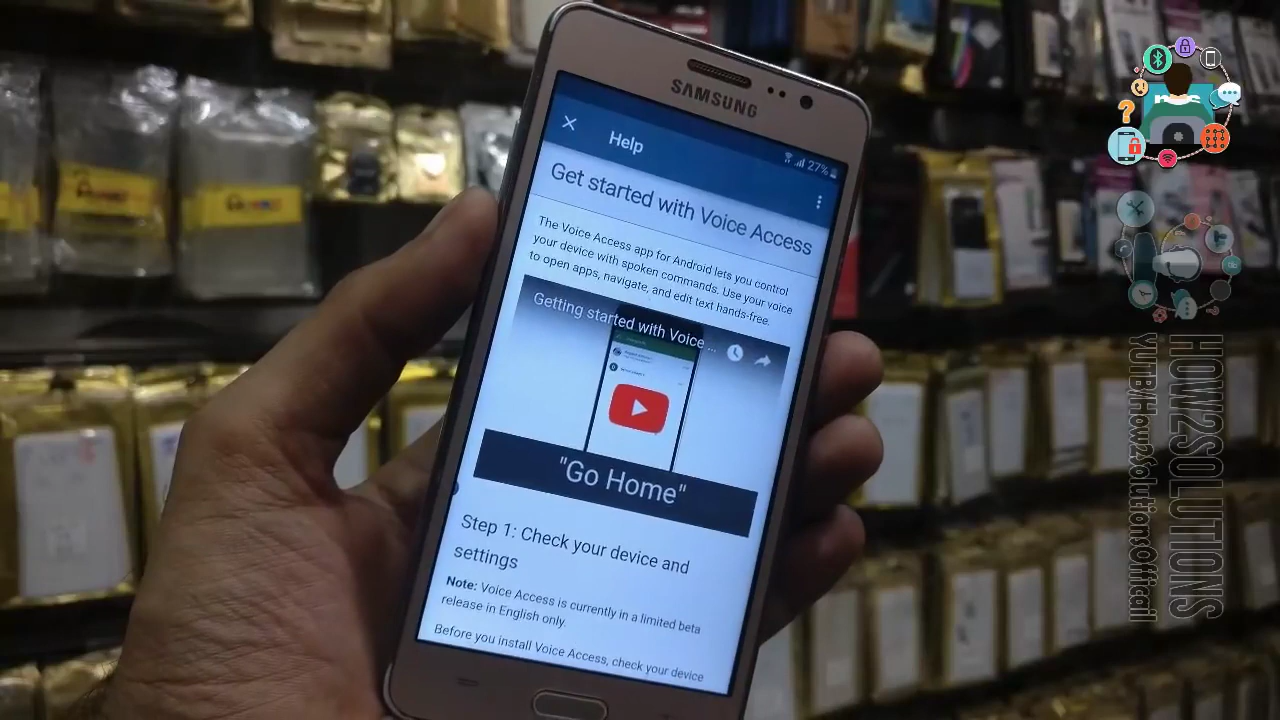 SAMSUNG
27%
Help
Get started with Voice Access
The Voice Access app for Android lets you control
your device with spoken commands. Use your voice
to open apps, navigate, and edit text hands-free.
Getting started with Voice...
"Go Home"
Step 1: Check your device and
settings
Note: Voice Access is currently in a limited beta
release in English only.
Before you install Voice Access, check your device
HOW2SOLUTIONS
YUTB/How2SolutionsOfficail